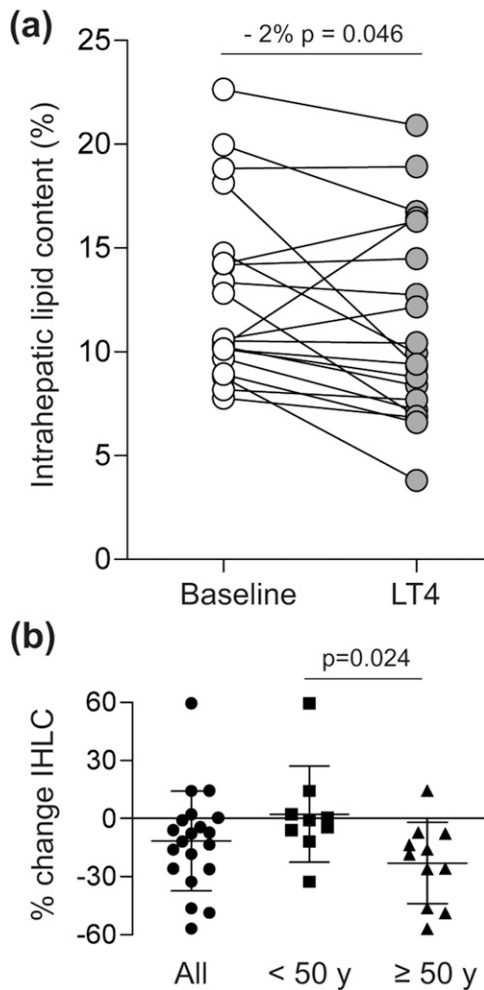 (a)
- 2% p = 0.046
Intrahepatic lipid content (%)
25
20
15
10
5
0
Baseline LT4
(b)
p=0.024
% change IHLC
60
30
0
-30
-60
All < 50 y ≥ 50 y